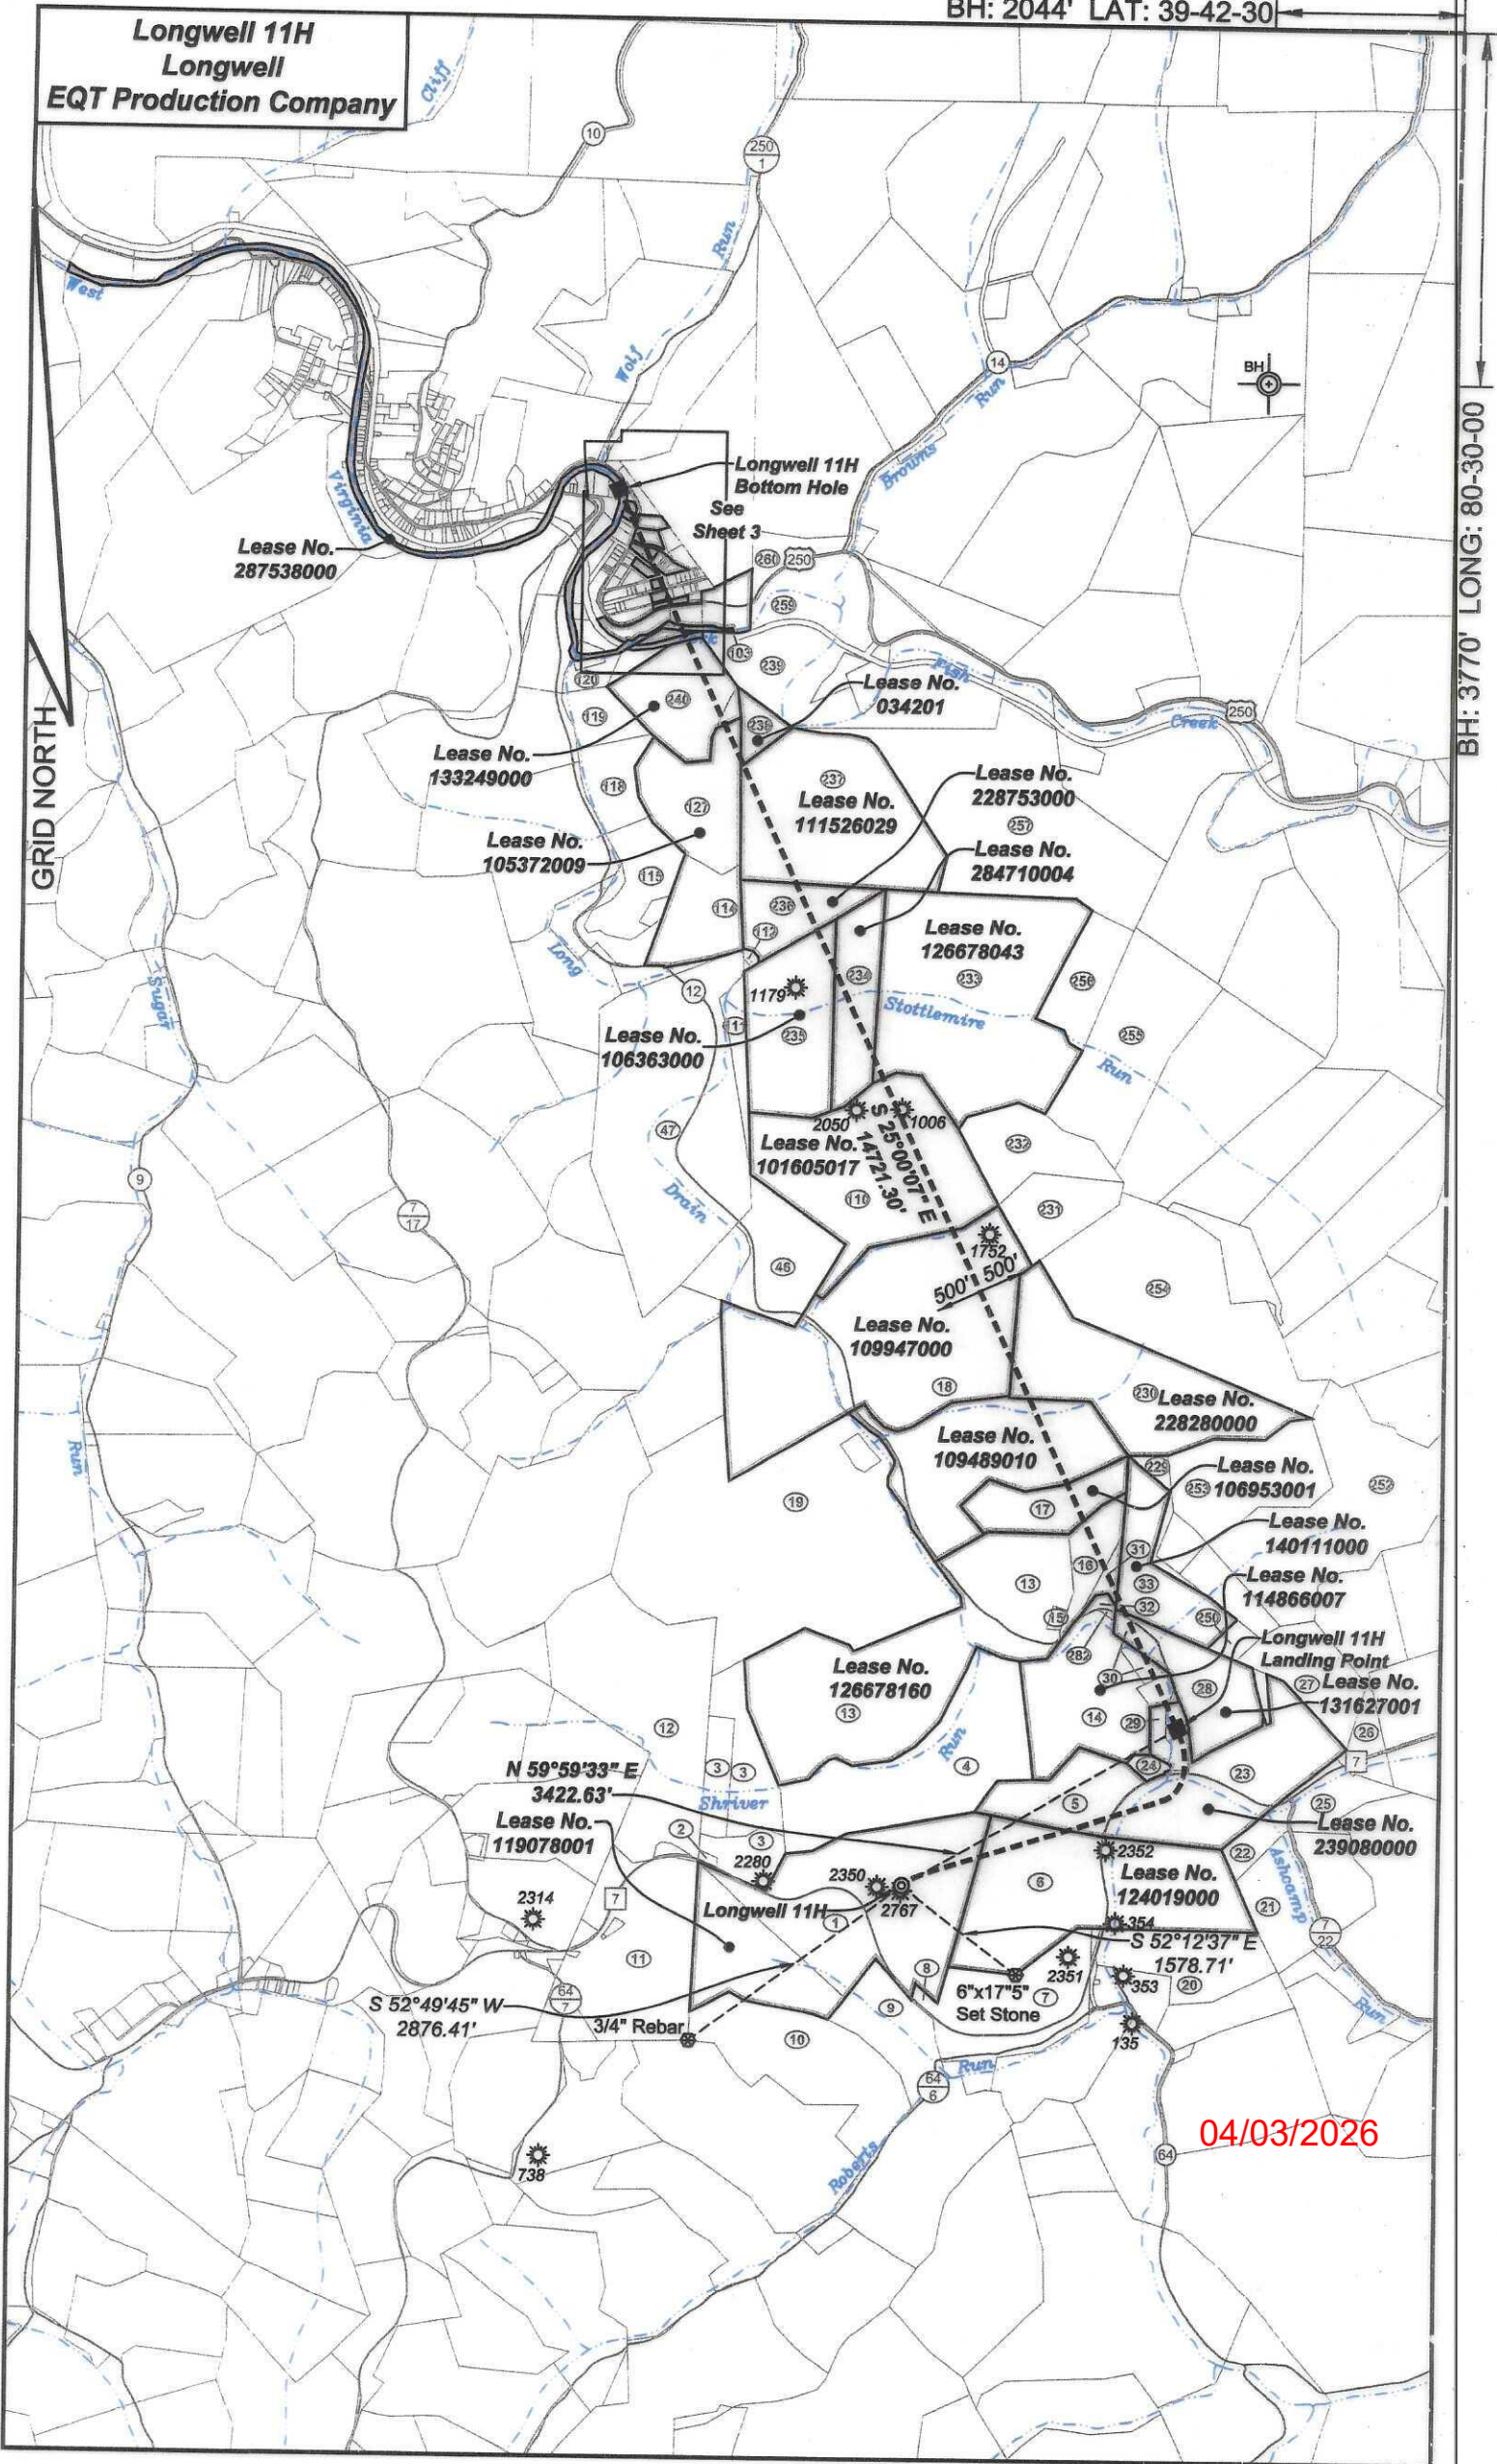 BH: 2044' LAT: 39-42-30
Longwell 11H
Longwell
EQT Production Company
Cliff
10
250
1
Run
West
Wolf
14
Run
BH
Browns
BH: 3770' LONG: 80-30-00
Longwell 11H
Bottom Hole
See
Sheet 3
Virginia
Lease No.
287538000
260
250
259
103
239
Fish
Creek
250
120
119
240
Lease No.
034201
238
GRID NORTH
Lease No.
133249000
118
127
237
Lease No.
111526029
Lease No.
228753000
257
Lease No.
105372009
115
Lease No.
284710004
114
236
112
Lease No.
126678043
Long
12
1179
234
233
256
Stottlemire
Sugar
Lease No.
106363000
235
255
Run
47
2050
1006
S 25°00'07" E
14721.30'
Lease No.
101605017
232
9
Drain
110
7
17
231
1752
46
500' 500'
254
Lease No.
109947000
18
230
Lease No.
228280000
Run
Lease No.
109489010
229
Lease No.
106953001
253
252
19
17
Lease No.
140111000
16
31
13
33
Lease No.
114866007
15
32
250
282
Longwell 11H
Landing Point
Lease No.
126678160
30
28
27
Lease No.
131627001
13
12
14
29
26
Run
7
N 59°59'33" E
3422.63'
3
3
4
24
23
Shriver
5
25
Lease No.
119078001
2
3
Lease No.
239080000
2280
2352
22
2350
6
Lease No.
124019000
Ashcamp
2314
7
Longwell 11H
2767
1
21
354
7
22
11
S 52°12'37" E
1578.71'
8
2351
353
6"x17"5"
Set Stone
7
20
64
7
S 52°49'45" W
2876.41'
9
3/4" Rebar
10
135
Run
Run
64
6
04/03/2026
64
738
Roberts